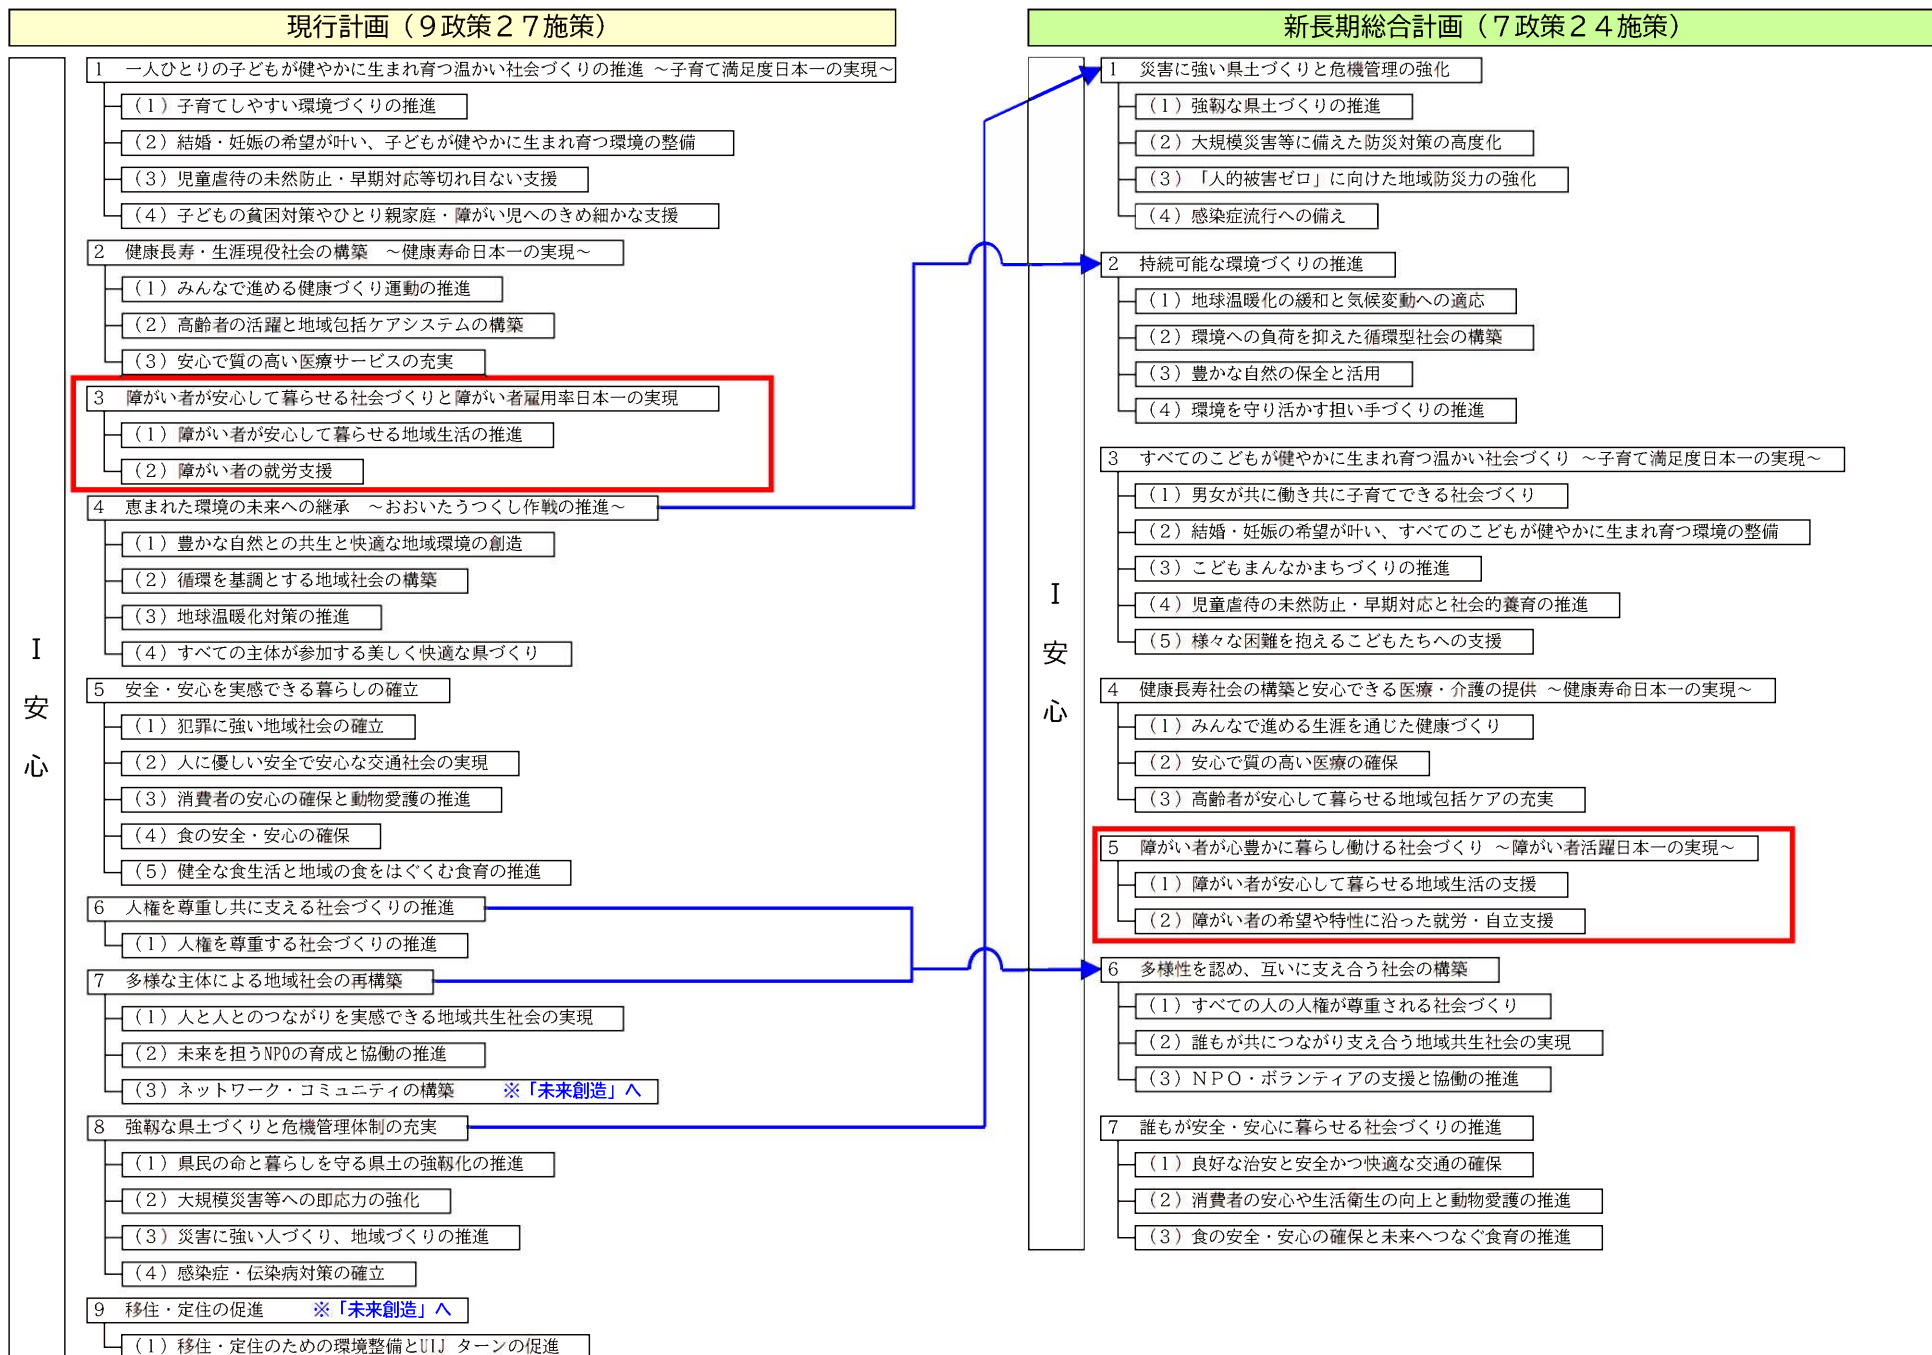 現行計画（９政策２７施策）
Ⅰ
安
心
1　一人ひとりの子どもが健やかに生まれ育つ温かい社会づくりの推進 ～子育て満足度日本一の実現～
（１）子育てしやすい環境づくりの推進
（２）結婚・妊娠の希望が叶い、子どもが健やかに生まれ育つ環境の整備
（３）児童虐待の未然防止・早期対応等切れ目ない支援
（４）子どもの貧困対策やひとり親家庭・障がい児へのきめ細かな支援
2　健康長寿・生涯現役社会の構築　～健康寿命日本一の実現～
（１）みんなで進める健康づくり運動の推進
（２）高齢者の活躍と地域包括ケアシステムの構築
（３）安心で質の高い医療サービスの充実
3　障がい者が安心して暮らせる社会づくりと障がい者雇用率日本一の実現
（１）障がい者が安心して暮らせる地域生活の推進
（２）障がい者の就労支援
4　恵まれた環境の未来への継承　～おおいたうつくし作戦の推進～
（１）豊かな自然との共生と快適な地域環境の創造
（２）循環を基調とする地域社会の構築
（３）地球温暖化対策の推進
（４）すべての主体が参加する美しく快適な県づくり
5　安全・安心を実感できる暮らしの確立
（１）犯罪に強い地域社会の確立
（２）人に優しい安全で安心な交通社会の実現
（３）消費者の安心の確保と動物愛護の推進
（４）食の安全・安心の確保
（５）健全な食生活と地域の食をはぐくむ食育の推進
6　人権を尊重し共に支える社会づくりの推進
（１）人権を尊重する社会づくりの推進
7　多様な主体による地域社会の再構築
（１）人と人とのつながりを実感できる地域共生社会の実現
（２）未来を担うNPOの育成と協働の推進
（３）ネットワーク・コミュニティの構築　　※「未来創造」へ
8　強靱な県土づくりと危機管理体制の充実
（１）県民の命と暮らしを守る県土の強靱化の推進
（２）大規模災害等への即応力の強化
（３）災害に強い人づくり、地域づくりの推進
（４）感染症・伝染病対策の確立
9　移住・定住の促進　　※「未来創造」へ
（１）移住・定住のための環境整備とUIJ ターンの促進
新長期総合計画（７政策２４施策）
Ⅰ
安
心
1　災害に強い県土づくりと危機管理の強化
（１）強靱な県土づくりの推進
（２）大規模災害等に備えた防災対策の高度化
（３）「人的被害ゼロ」に向けた地域防災力の強化
（４）感染症流行への備え
2　持続可能な環境づくりの推進
（１）地球温暖化の緩和と気候変動への適応
（２）環境への負荷を抑えた循環型社会の構築
（３）豊かな自然の保全と活用
（４）環境を守り活かす担い手づくりの推進
3　すべてのこどもが健やかに生まれ育つ温かい社会づくり ～子育て満足度日本一の実現～
（１）男女が共に働き共に子育てできる社会づくり
（２）結婚・妊娠の希望が叶い、すべてのこどもが健やかに生まれ育つ環境の整備
（３）こどもまんなかまちづくりの推進
（４）児童虐待の未然防止・早期対応と社会的養育の推進
（５）様々な困難を抱えるこどもたちへの支援
4　健康長寿社会の構築と安心できる医療・介護の提供 ～健康寿命日本一の実現～
（１）みんなで進める生涯を通じた健康づくり
（２）安心で質の高い医療の確保
（３）高齢者が安心して暮らせる地域包括ケアの充実
5　障がい者が心豊かに暮らし働ける社会づくり ～障がい者活躍日本一の実現～
（１）障がい者が安心して暮らせる地域生活の支援
（２）障がい者の希望や特性に沿った就労・自立支援
6　多様性を認め、互いに支え合う社会の構築
（１）すべての人の人権が尊重される社会づくり
（２）誰もが共につながり支え合う地域共生社会の実現
（３）ＮＰＯ・ボランティアの支援と協働の推進
7　誰もが安全・安心に暮らせる社会づくりの推進
（１）良好な治安と安全かつ快適な交通の確保
（２）消費者の安心や生活衛生の向上と動物愛護の推進
（３）食の安全・安心の確保と未来へつなぐ食育の推進